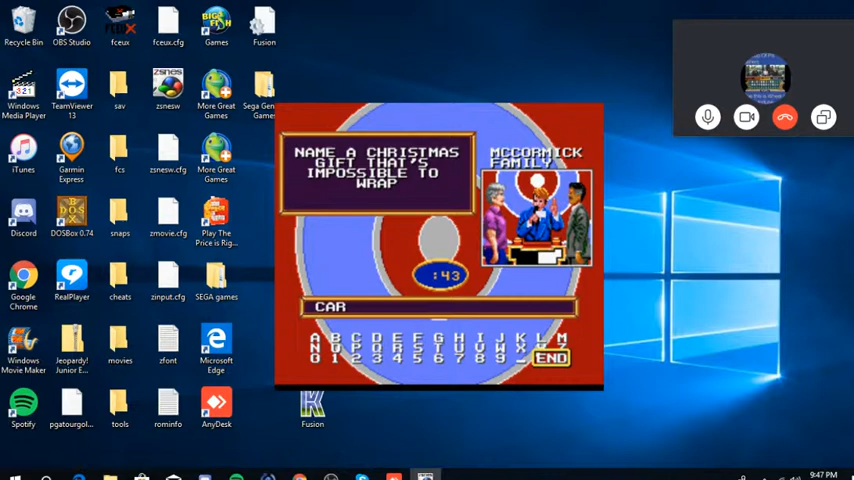 Recycle Bin
OBS Studio
fceux
fceux.cfg
Games
Fusion
Windows Media Player
TeamViewer 13
sav
zsnesw
More Great Games
Sega Gen
Game
iTunes
Garmin Express
fcs
zsnesw.cfg
More Great Games
Discord
DOSBox 0.74
snaps
zmovie.cfg
Play The Price is Rig...
Google Chrome
RealPlayer
cheats
zinput.cfg
SEGA games
Windows Movie Maker
Jeopardy! Junior E...
movies
zfont
Microsoft Edge
Spotify
pgatourgol...
tools
rominfo
AnyDesk
Fusion
NAME A CHRISTMAS
GIFT THAT'S
IMPOSSIBLE TO
WRAP
MCCORMICK
FAMILY
:43
CAR
A B C D E F G H I J K L M
N O P Q R S T U V W X Y Z
0 1 2 3 4 5 6 7 8 9 _ END
9:47 PM